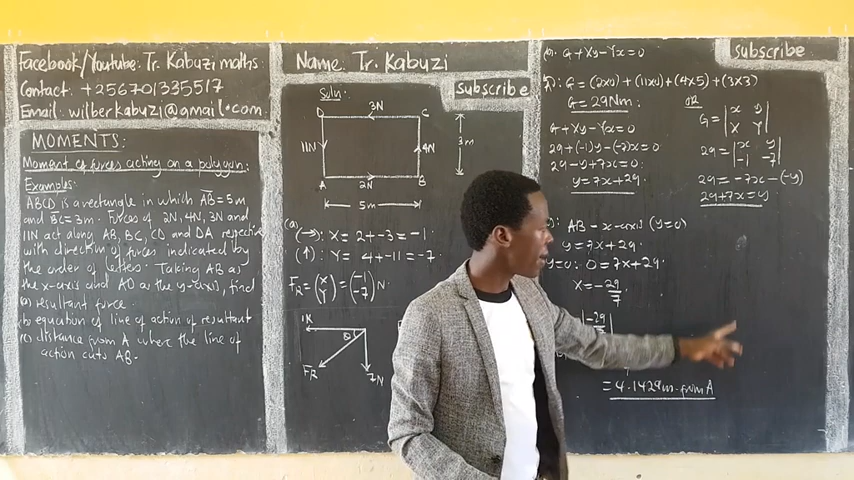 Facebook/Youtube: Tr. Kabuzi maths
Contact: +256701335517
Email: wilberkabuzi@gmail.com
MOMENTS:
Moment of forces acting on a polygon:
Examples:
ABCD is a rectangle in which AB̅ = 5m
and BC̅ = 3m. Forces of 2N, 4N, 3N and
11N act along AB, BC, CD and DA
with direction of forces indicated by
the order of letters. Taking AB as
the x-axis and AD as the y-axis, find
(a) resultant force.
(b) equation of line of action of resultant
(c) distance from A where the line of
action cuts AB.
Name: Tr. Kabuzi
subscribe
Soln:
D 3N C
11N 4N 3m
A 2N B
5m
(a) (→): X = 2 + -3 = -1
(↑): Y = 4 + -11 = -7
FR = (X Y) = (-1 -7) N
1N
θ
FR 7N
subscribe
G + Xy - Yx = 0
G = (2x0) + (11x0) + (4x5) + (3x3)
G = 29Nm
G + Xy - Yx = 0
29 + (-1)y - (-7)x = 0
29 - y + 7x = 0
y = 7x + 29
OR
G = |x y|
|X Y|
29 = |x y|
|-1 -7|
29 = -7x - (-y)
29 + 7x = y
AB - x-axis (y=0)
y = 7x + 29
y=0: 0 = 7x + 29
x = -29/7
|-29
= 4.1429m from A